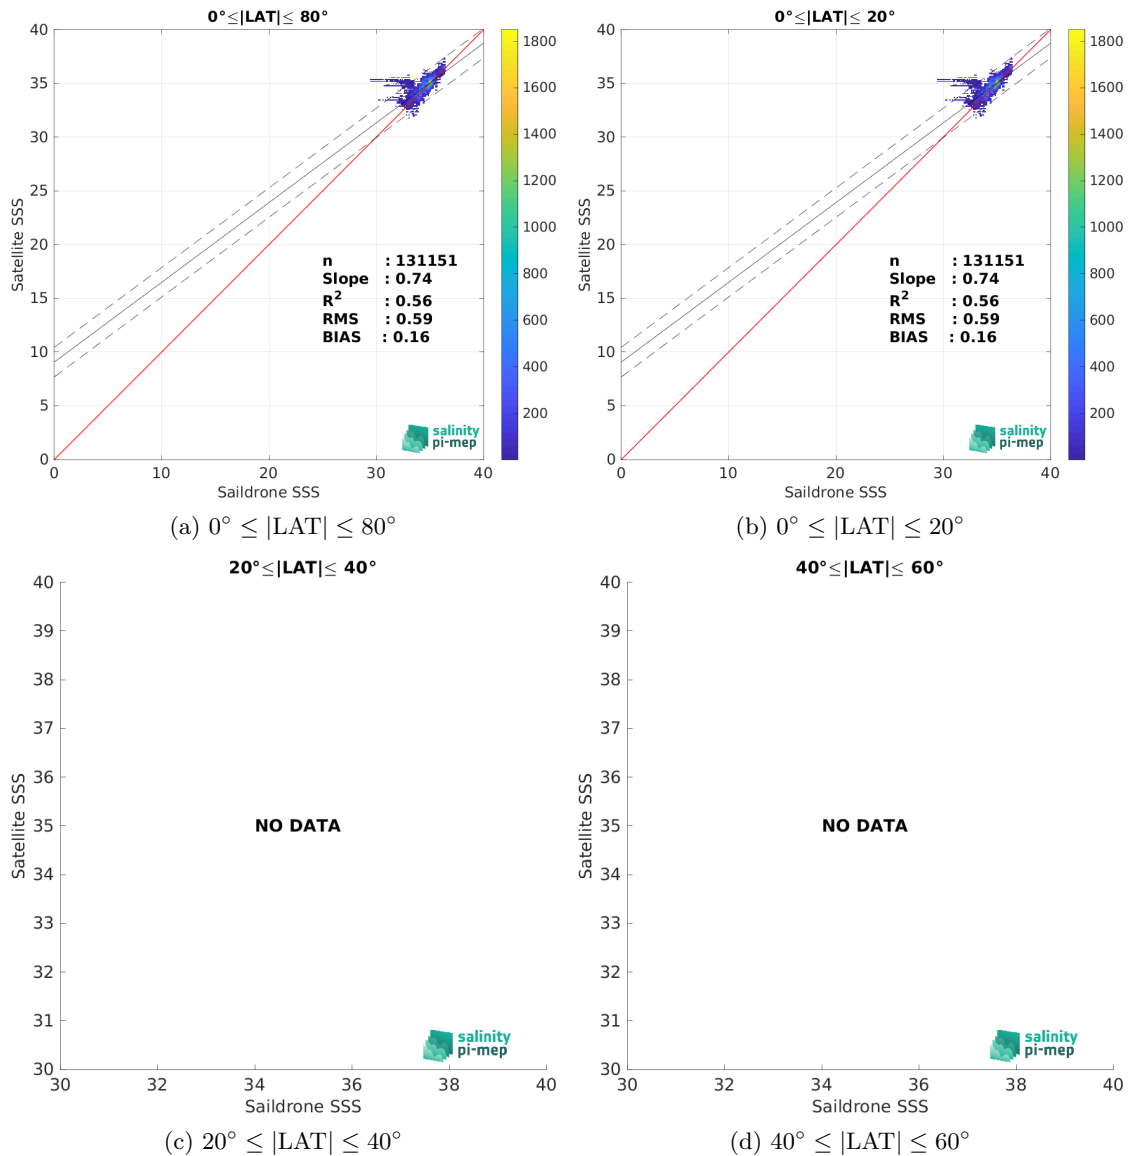 0°≤|LAT|≤ 80°
40
35
30
25
20
15
10
5
0
Satellite SSS
n : 131151
Slope : 0.74
R² : 0.56
RMS : 0.59
BIAS : 0.16
salinity
pi-mep
0 10 20 30 40
Saildrone SSS
1800
1600
1400
1200
1000
800
600
400
200
(a) 0° ≤ |LAT| ≤ 80°
0°≤|LAT|≤ 20°
40
35
30
25
20
15
10
5
0
Satellite SSS
n : 131151
Slope : 0.74
R² : 0.56
RMS : 0.59
BIAS : 0.16
salinity
pi-mep
0 10 20 30 40
Saildrone SSS
1800
1600
1400
1200
1000
800
600
400
200
(b) 0° ≤ |LAT| ≤ 20°
20°≤|LAT|≤ 40°
40
39
38
37
36
35
34
33
32
31
30
Satellite SSS
NO DATA
salinity
pi-mep
30 32 34 36 38 40
Saildrone SSS
(c) 20° ≤ |LAT| ≤ 40°
40°≤|LAT|≤ 60°
40
39
38
37
36
35
34
33
32
31
30
Satellite SSS
NO DATA
salinity
pi-mep
30 32 34 36 38 40
Saildrone SSS
(d) 40° ≤ |LAT| ≤ 60°